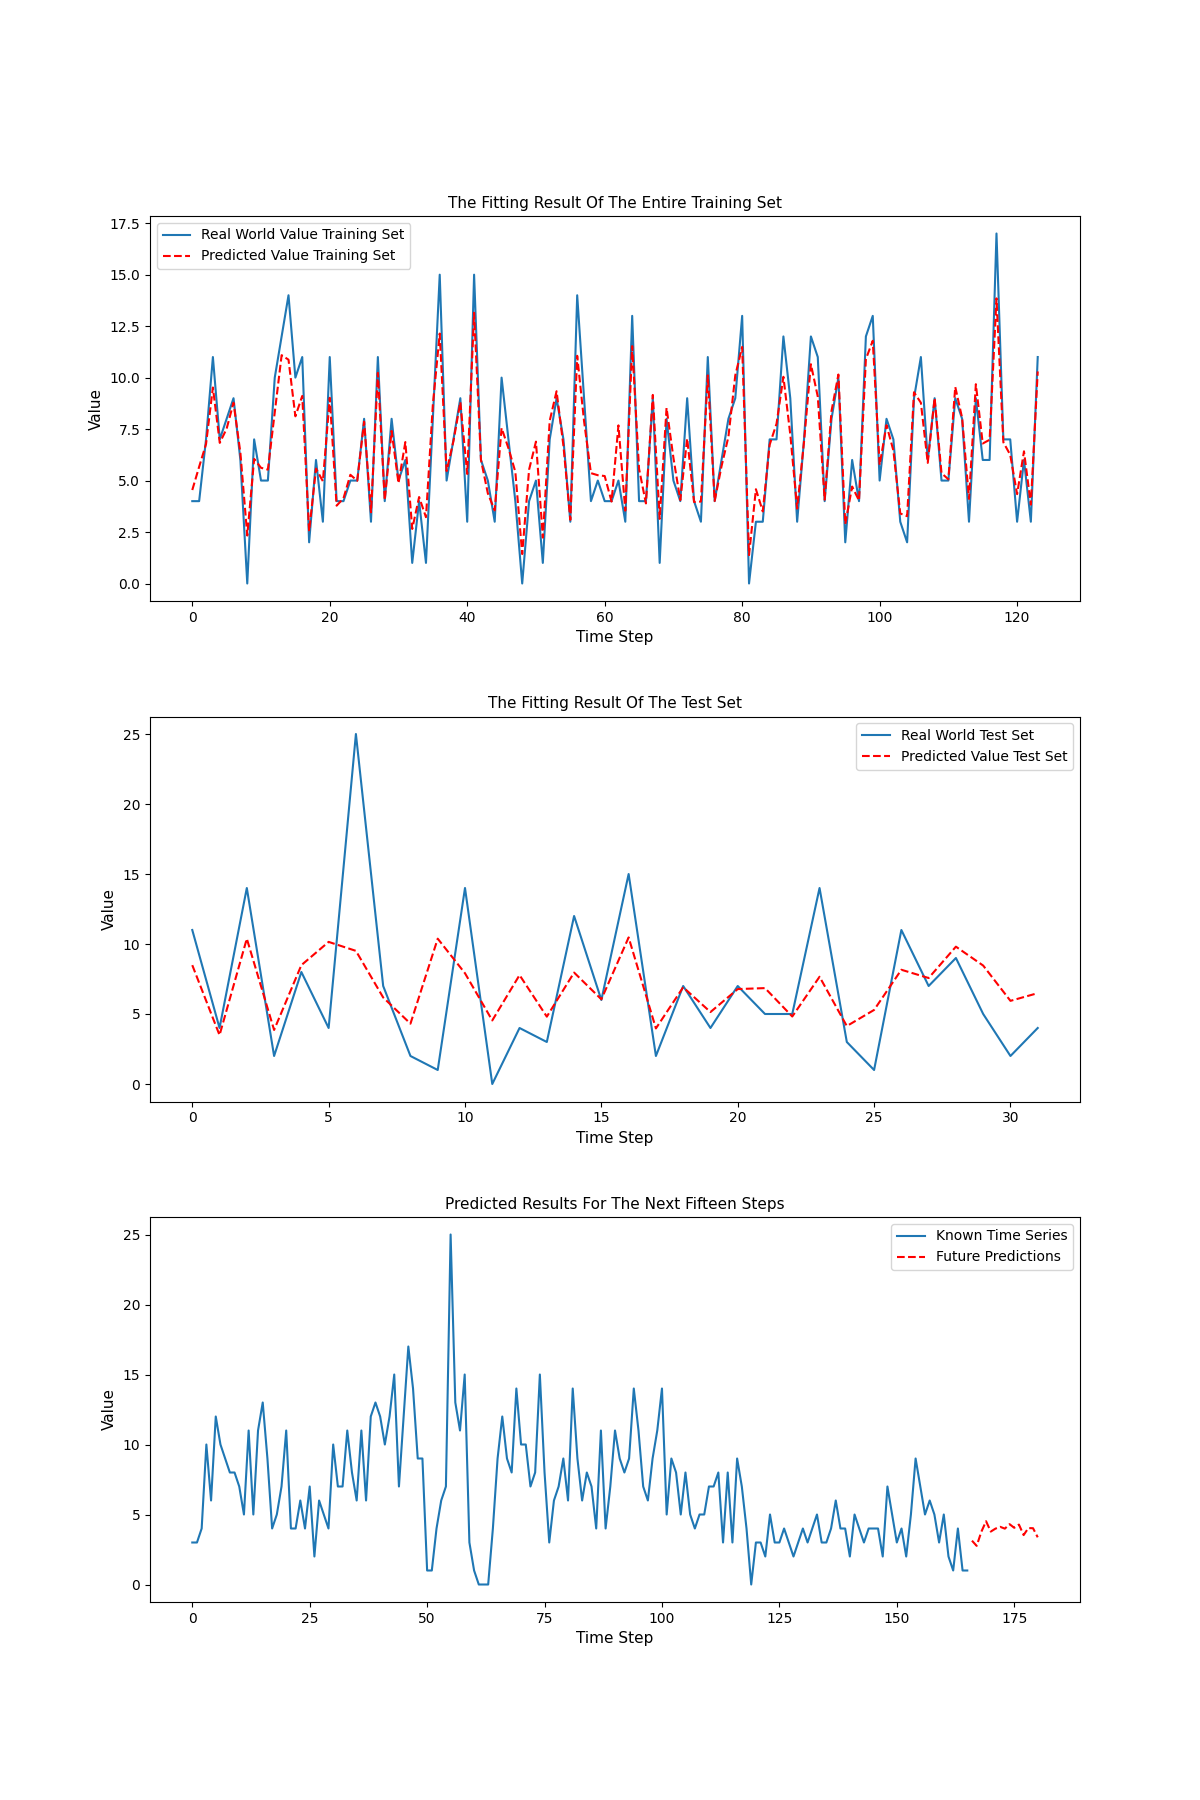 The Fitting Result Of The Entire Training Set
17.5
15.0
12.5
10.0
7.5
5.0
2.5
0.0
Value
Real World Value Training Set
Predicted Value Training Set
0 20 40 60 80 100 120
Time Step
The Fitting Result Of The Test Set
25
20
15
10
5
0
Value
Real World Test Set
Predicted Value Test Set
0 5 10 15 20 25 30
Time Step
Predicted Results For The Next Fifteen Steps
25
20
15
10
5
0
Value
Known Time Series
Future Predictions
0 25 50 75 100 125 150 175
Time Step